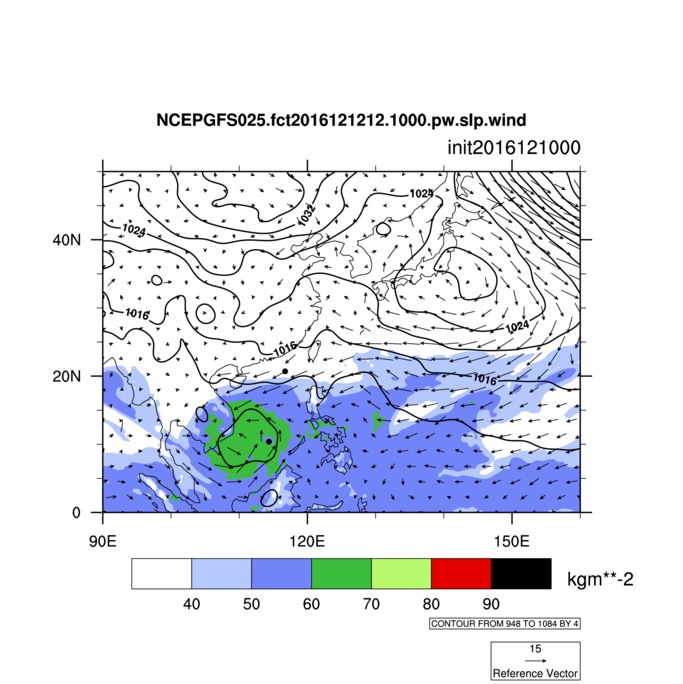 NCEPGFS025.fct2016121212.1000.pw.slp.wind
init2016121000
1024
1032
1024
40N
1016
1024
1016
20N
1016
0
90E 120E 150E
kgm**-2
40 50 60 70 80 90
CONTOUR FROM 948 TO 1084 BY 4
15
Reference Vector